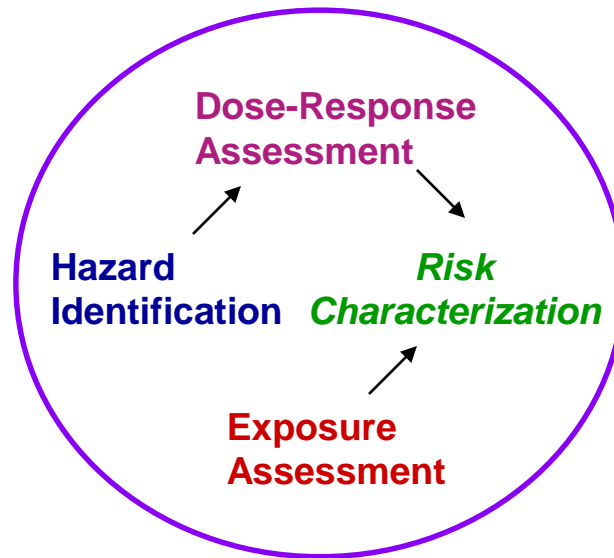 Dose-Response
Assessment
Hazard
Identification
Risk
Characterization
Exposure
Assessment